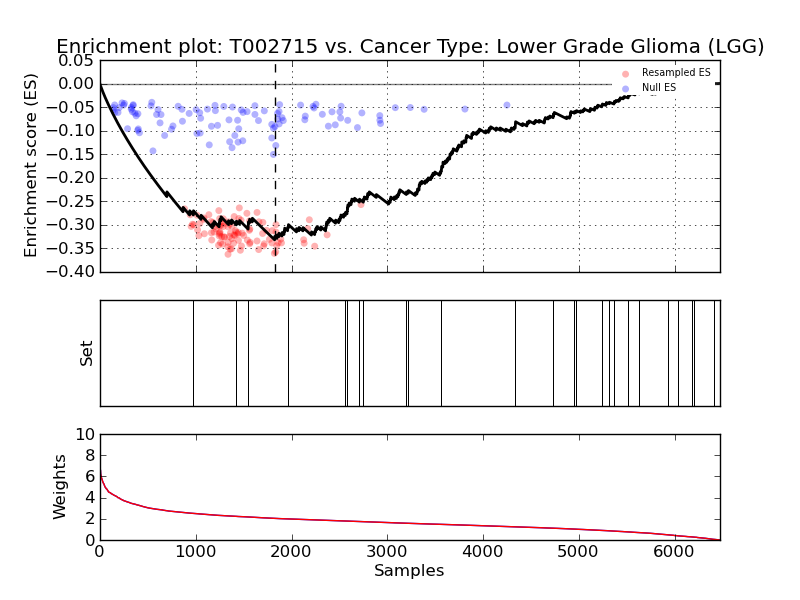 Enrichment plot: T002715 vs. Cancer Type: Lower Grade Glioma (LGG)
Enrichment score (ES)
0.05
0.00
−0.05
−0.10
−0.15
−0.20
−0.25
−0.30
−0.35
−0.40
Resampled ES
Null ES
Set
Weights
10
8
6
4
2
0
0 1000 2000 3000 4000 5000 6000
Samples